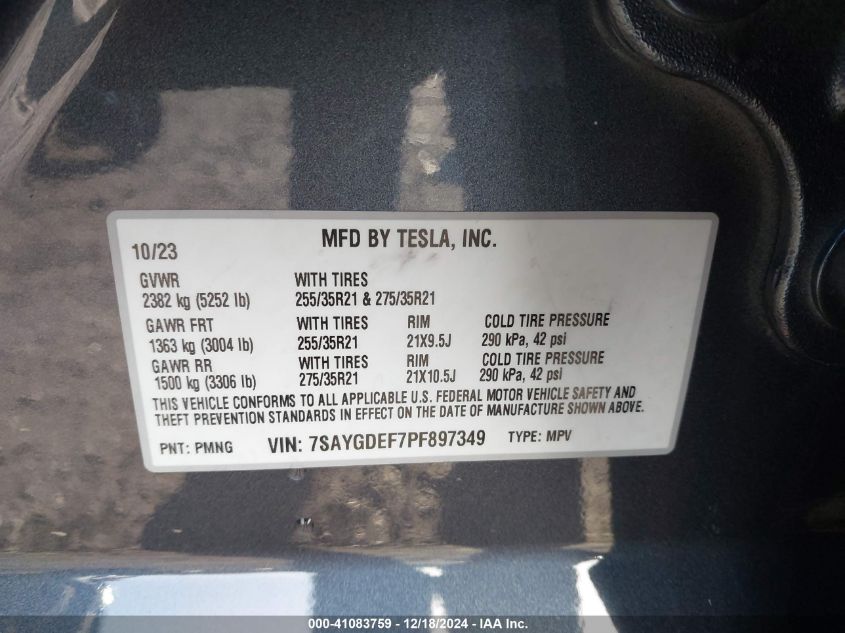 MFD BY TESLA, INC.
10/23
GVWR WITH TIRES
2382 kg (5252 lb) 255/35R21 & 275/35R21
GAWR FRT WITH TIRES RIM COLD TIRE PRESSURE
1363 kg (3004 lb) 255/35R21 21X9.5J 290 kPa, 42 psi
GAWR RR WITH TIRES RIM COLD TIRE PRESSURE
1500 kg (3306 lb) 275/35R21 21X10.5J 290 kPa, 42 psi
THIS VEHICLE CONFORMS TO ALL APPLICABLE U.S. FEDERAL MOTOR VEHICLE SAFETY AND
THEFT PREVENTION STANDARDS IN EFFECT ON THE DATE OF MANUFACTURE SHOWN ABOVE.
PNT: PMNG VIN: 7SAYGDEF7PF897349 TYPE: MPV
000-41083759 - 12/18/2024 - IAA Inc.